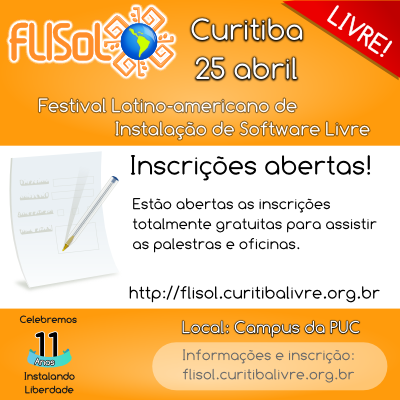 FLISoL
Curitiba
25 abril
LIVRE!
Festival Latino-americano de
Instalação de Software Livre
Inscrições abertas!
Estão abertas as inscrições
totalmente gratuitas para assistir
as palestras e oficinas.
http://flisol.curitibalivre.org.br
Celebremos
11
Anos
Instalando
Liberdade
Local: Campus da PUC
Informações e inscrição:
flisol.curitibalivre.org.br